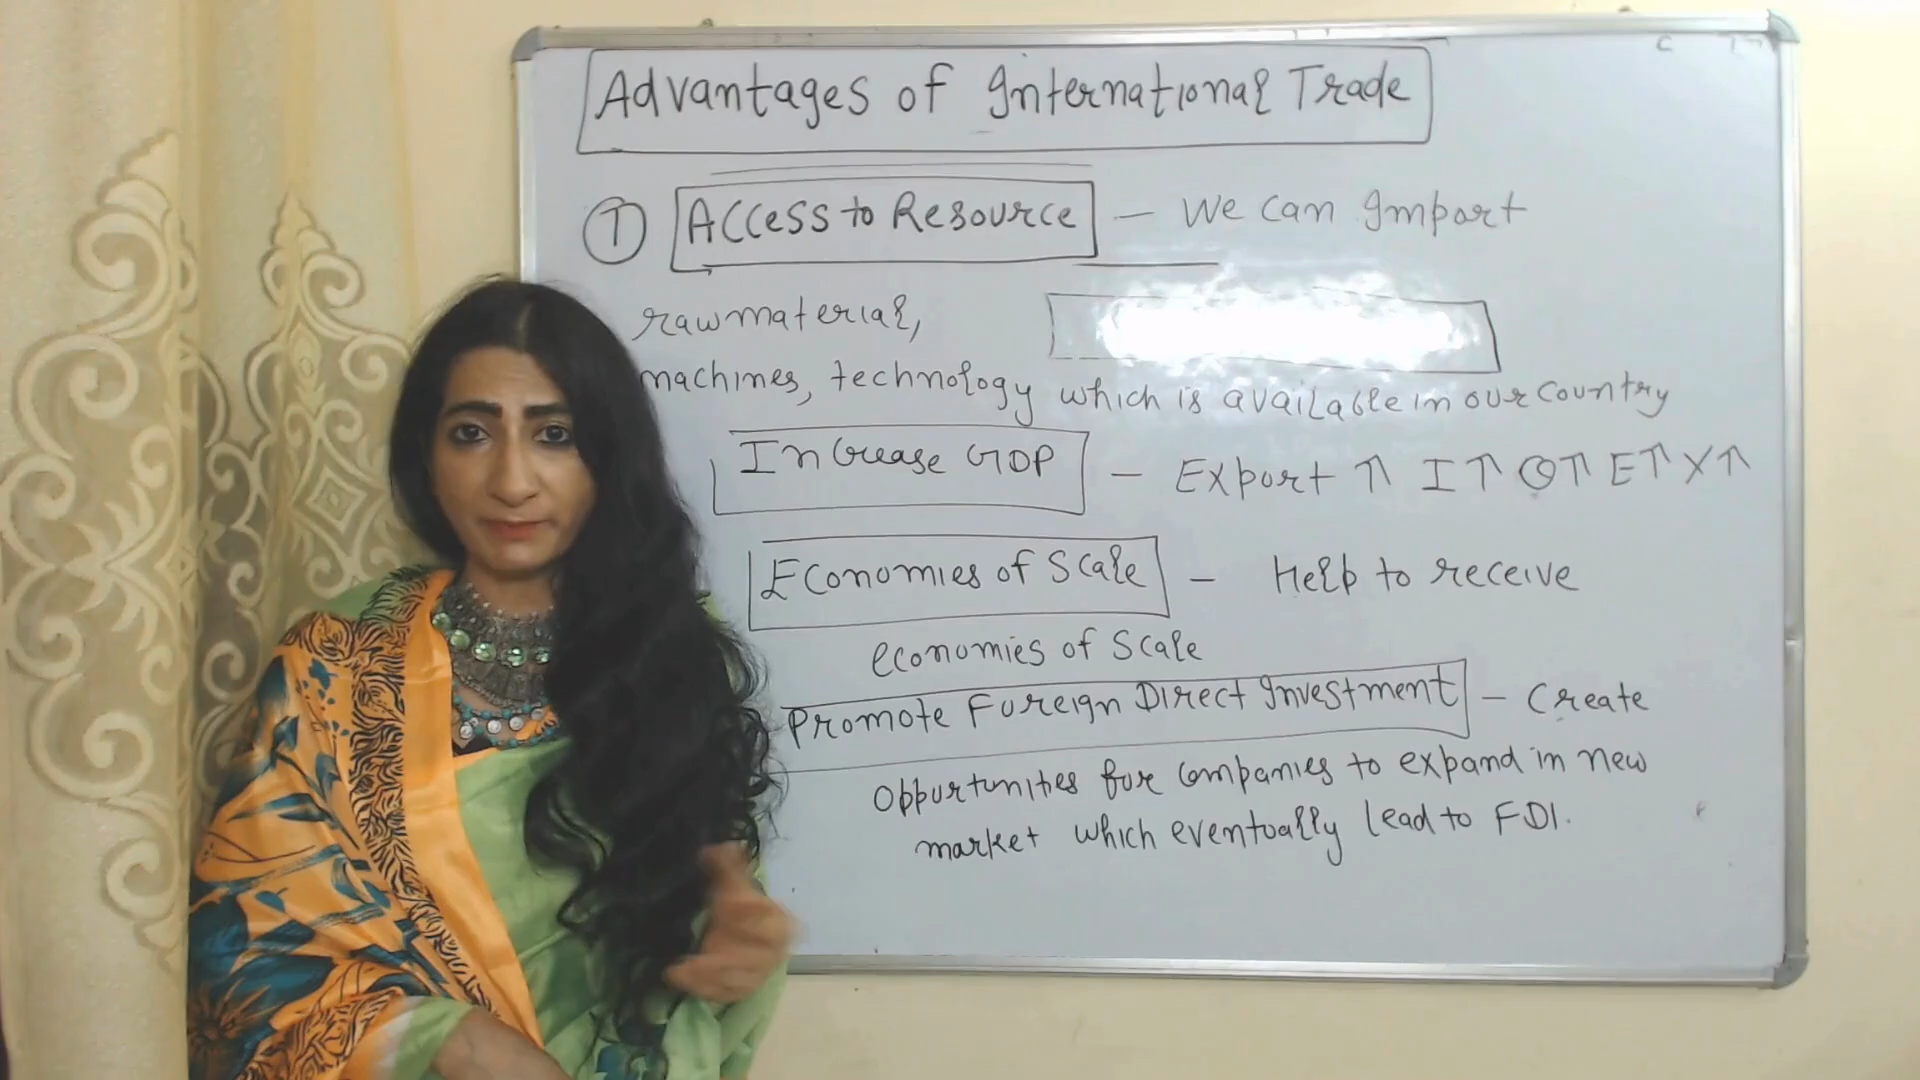 Advantages of International Trade
① Access to Resource — We can Import
raw material,
machines, technology which is available in our country
Increase GDP — Export ↑ I ↑ O ↑ E ↑ Y ↑
Economies of Scale — Help to receive
economies of Scale
Promote Foreign Direct Investment — Create
Opportunities for Companies to expand in new
market which eventually lead to FDI.